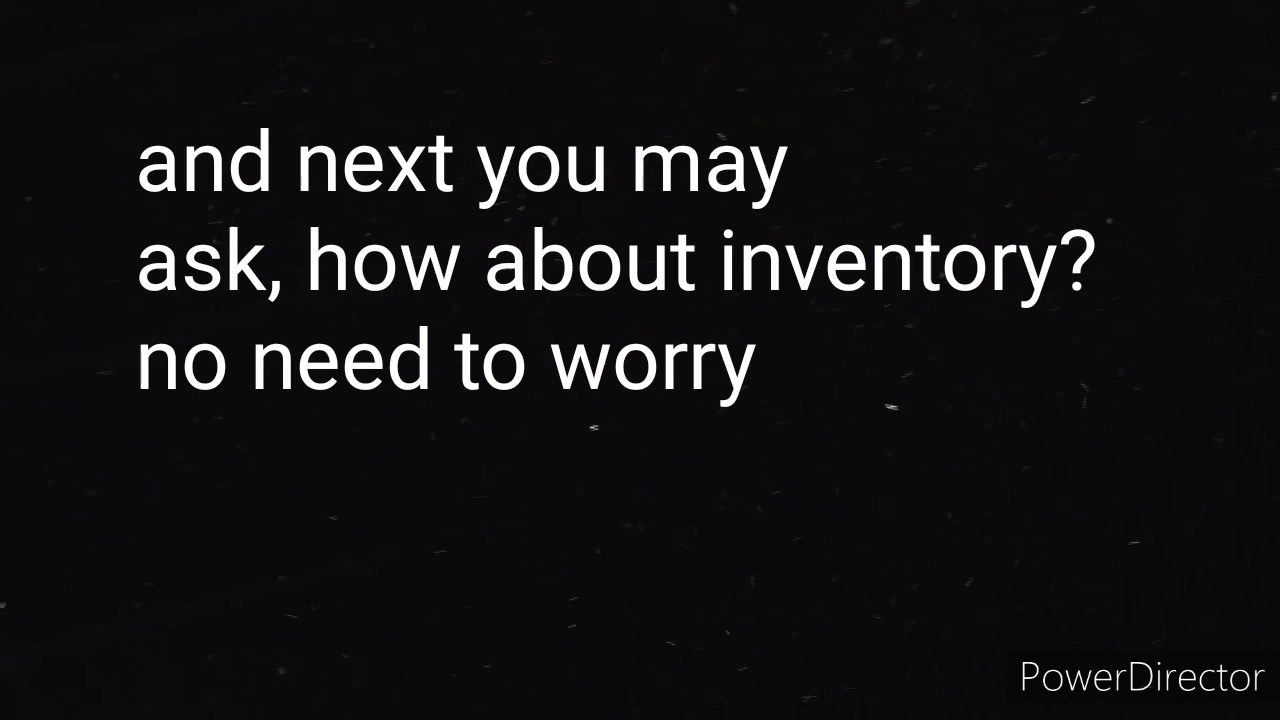 and next you may
ask, how about inventory?
no need to worry
PowerDirector